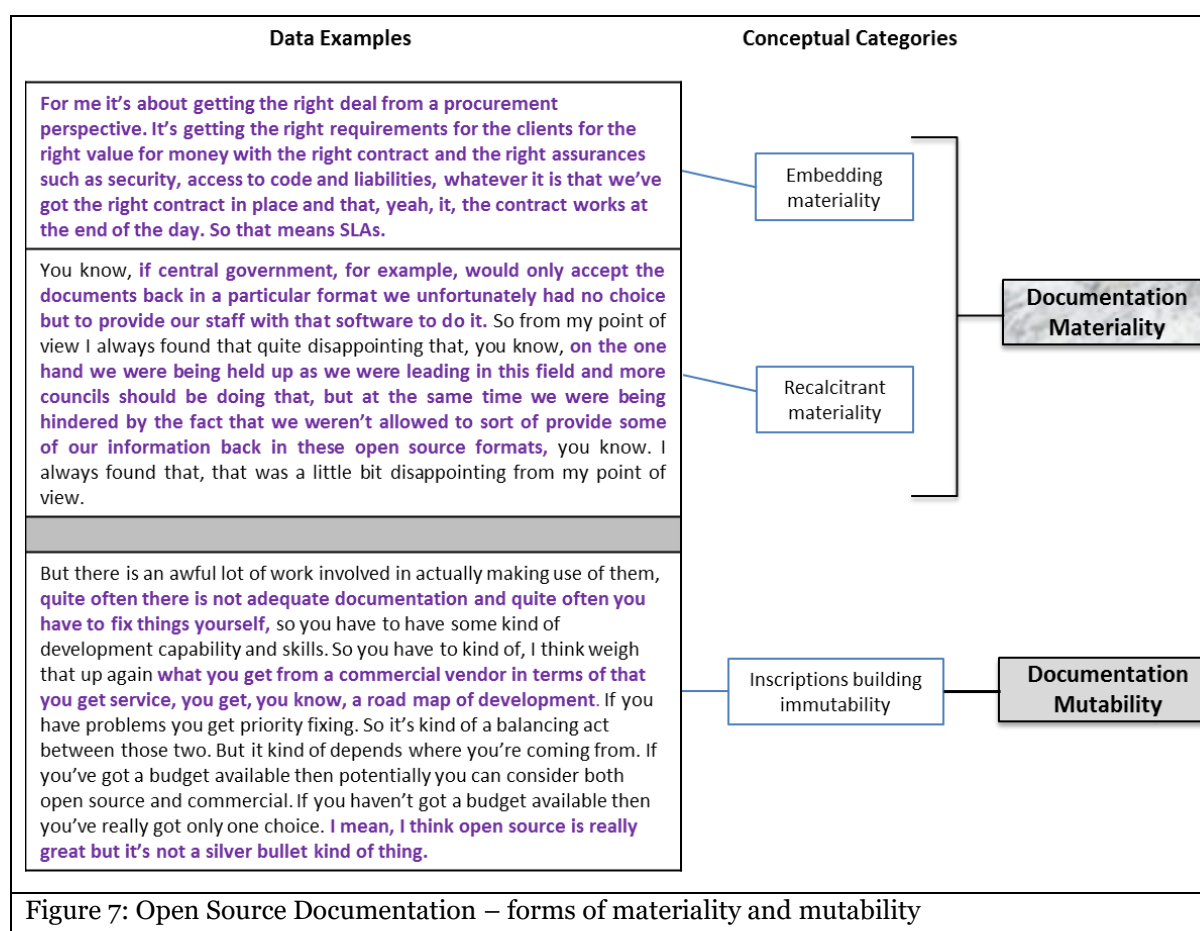 Data Examples
Conceptual Categories
For me it's about getting the right deal from a procurement
perspective. It's getting the right requirements for the clients for the
right value for money with the right contract and the right assurances
such as security, access to code and liabilities, whatever it is that we've
got the right contract in place and that, yeah, it, the contract works at
the end of the day. So that means SLAs.
Embedding
materiality
You know, if central government, for example, would only accept the
documents back in a particular format we unfortunately had no choice
but to provide our staff with that software to do it. So from my point of
view I always found that quite disappointing that, you know, on the one
hand we were being held up as we were leading in this field and more
councils should be doing that, but at the same time we were being
hindered by the fact that we weren't allowed to sort of provide some
of our information back in these open source formats, you know. I
always found that, that was a little bit disappointing from my point of
view.
Recalcitrant
materiality
Documentation
Materiality
But there is an awful lot of work involved in actually making use of them,
quite often there is not adequate documentation and quite often you
have to fix things yourself, so you have to have some kind of
development capability and skills. So you have to kind of, I think weigh
that up again what you get from a commercial vendor in terms of that
you get service, you get, you know, a road map of development. If you
have problems you get priority fixing. So it's kind of a balancing act
between those two. But it kind of depends where you're coming from. If
you've got a budget available then potentially you can consider both
open source and commercial. If you haven't got a budget available then
you've really got only one choice. I mean, I think open source is really
great but it's not a silver bullet kind of thing.
Inscriptions building
immutability
Documentation
Mutability
Figure 7: Open Source Documentation – forms of materiality and mutability